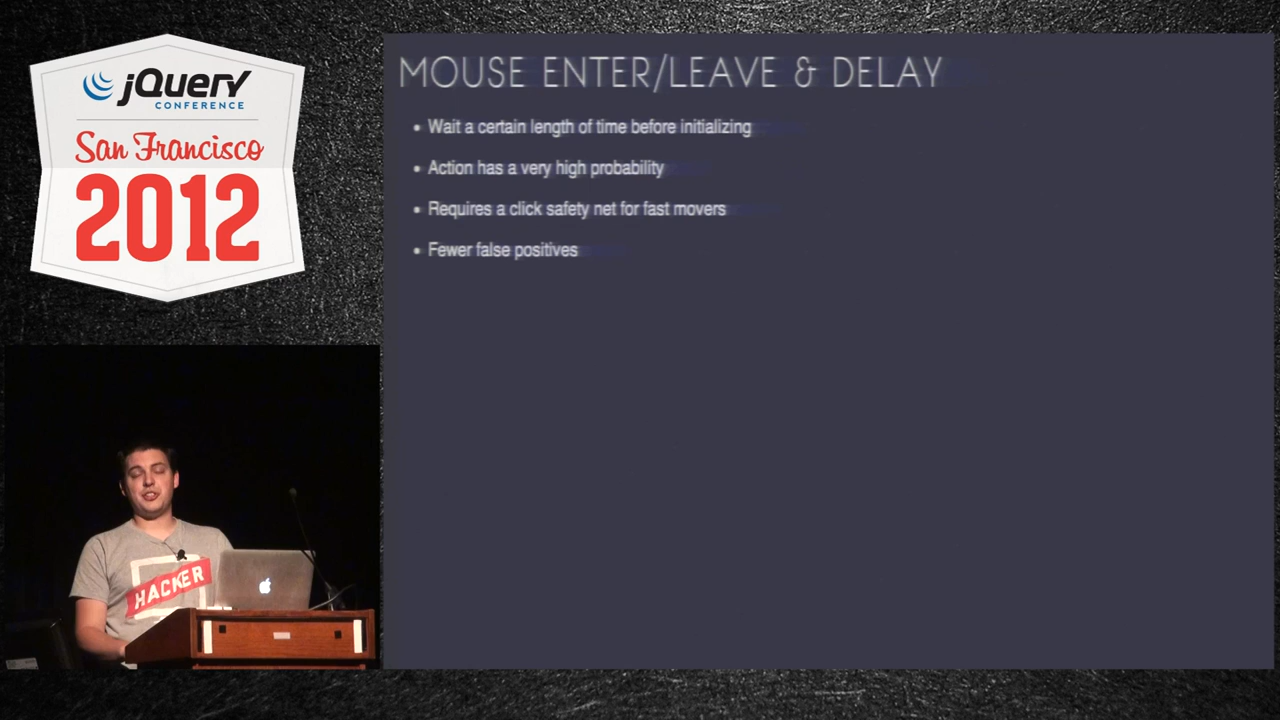 jQuery
CONFERENCE
San Francisco
2012
MOUSE ENTER/LEAVE & DELAY
• Wait a certain length of time before initializing
• Action has a very high probability
• Requires a click safety net for fast movers
• Fewer false positives
HACKER